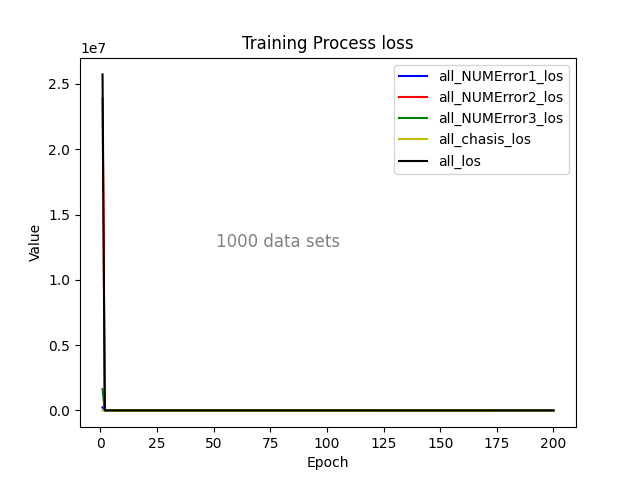 Training Process loss
1e7
all_NUMError1_los
all_NUMError2_los
all_NUMError3_los
all_chasis_los
all_los
2.5
2.0
1.5
1.0
0.5
0.0
Value
1000 data sets
0 25 50 75 100 125 150 175 200
Epoch